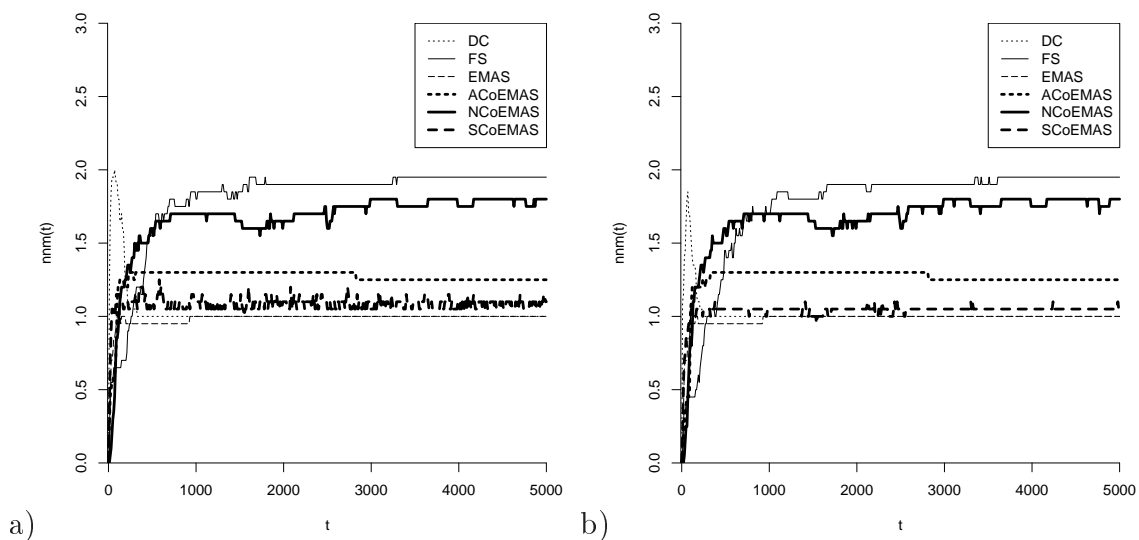 3.0
2.5
2.0
1.5
1.0
0.5
0.0
nnm(t)
DC
FS
EMAS
ACoEMAS
NCoEMAS
SCoEMAS
0 1000 2000 3000 4000 5000
t
a)
3.0
2.5
2.0
1.5
1.0
0.5
0.0
nnm(t)
DC
FS
EMAS
ACoEMAS
NCoEMAS
SCoEMAS
0 1000 2000 3000 4000 5000
t
b)